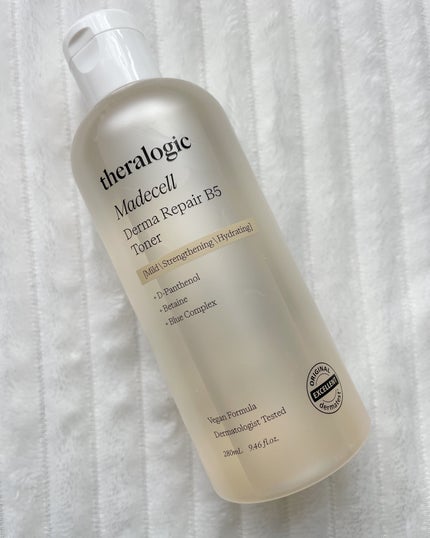 theralogic
Madecell
Derma Repair B5
Toner
[Mild \ Strengthening \ Hydrating]
• D-Panthenol
• Betaine
• Blue Complex
ORIGINAL
EXCELLENT
dermatest
Vegan Formula
Dermatologist Tested
280mL 9.46 fl.oz.